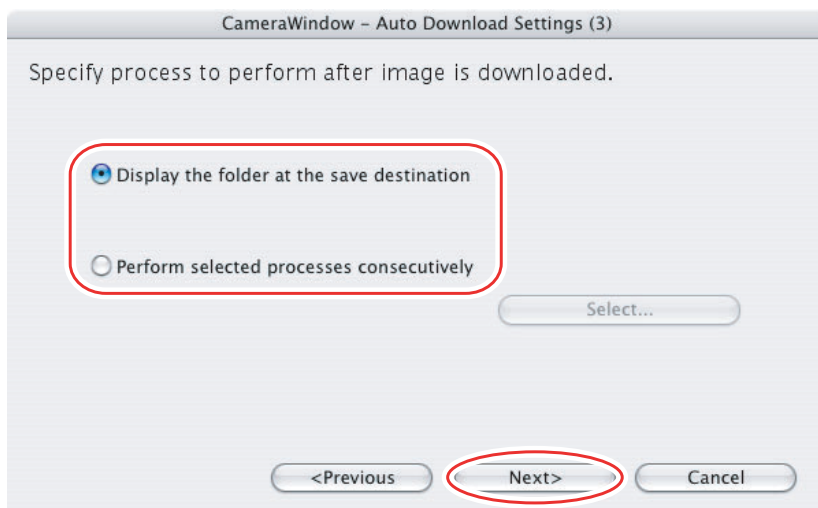 CameraWindow – Auto Download Settings (3)
Specify process to perform after image is downloaded.
Display the folder at the save destination
Perform selected processes consecutively
Select...
<Previous Next> Cancel